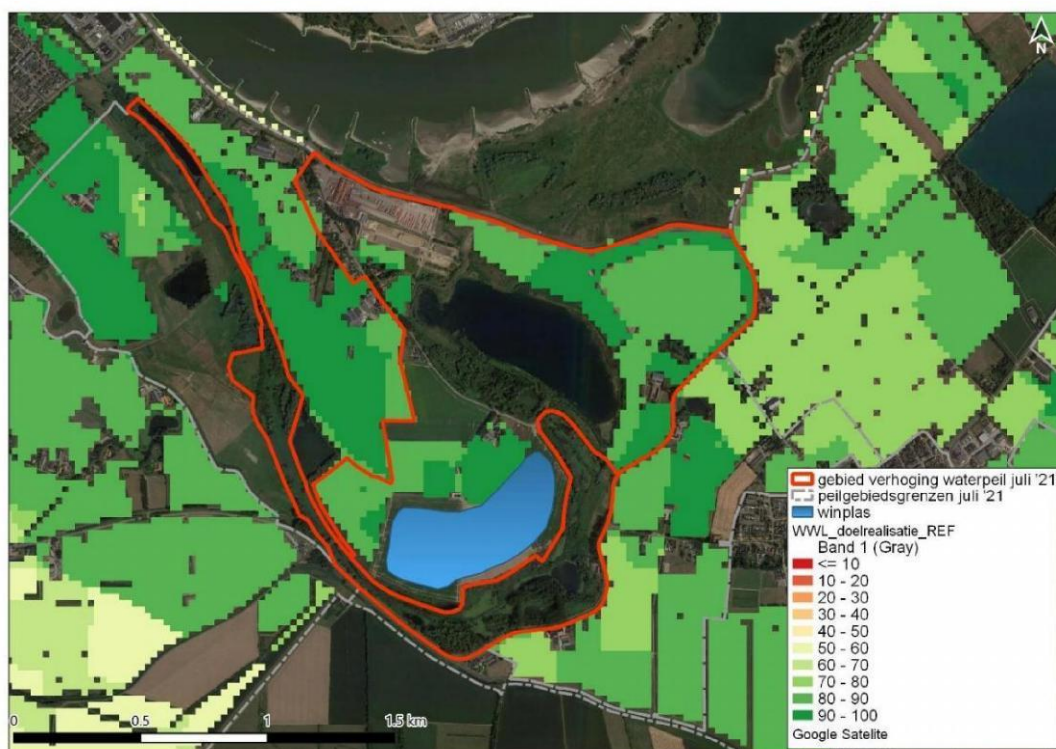 N
gebied verhoging waterpeil juli '21
peilgebiedsgrenzen juli '21
winplas
WWL_doelrealisatie_REF
Band 1 (Gray)
<= 10
10 - 20
20 - 30
30 - 40
40 - 50
50 - 60
60 - 70
70 - 80
80 - 90
90 - 100
Google Satelite
0 0.5 1 1.5 km